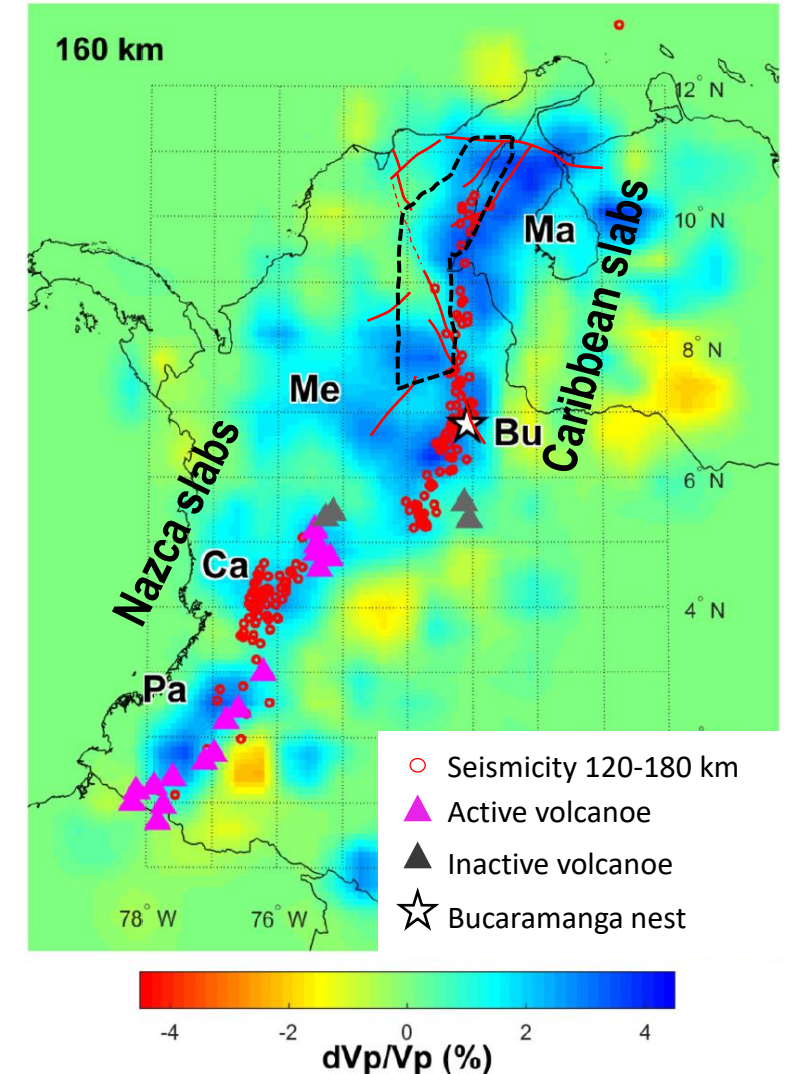 160 km
12° N
10° N
Ma
Caribbean slabs
8° N
Me
Bu
Nazca slabs
6° N
Ca
4° N
Pa
Seismicity 120-180 km
Active volcanoe
Inactive volcanoe
Bucaramanga nest
78° W
76° W
-4
-2
0
2
4
dVp/Vp (%)